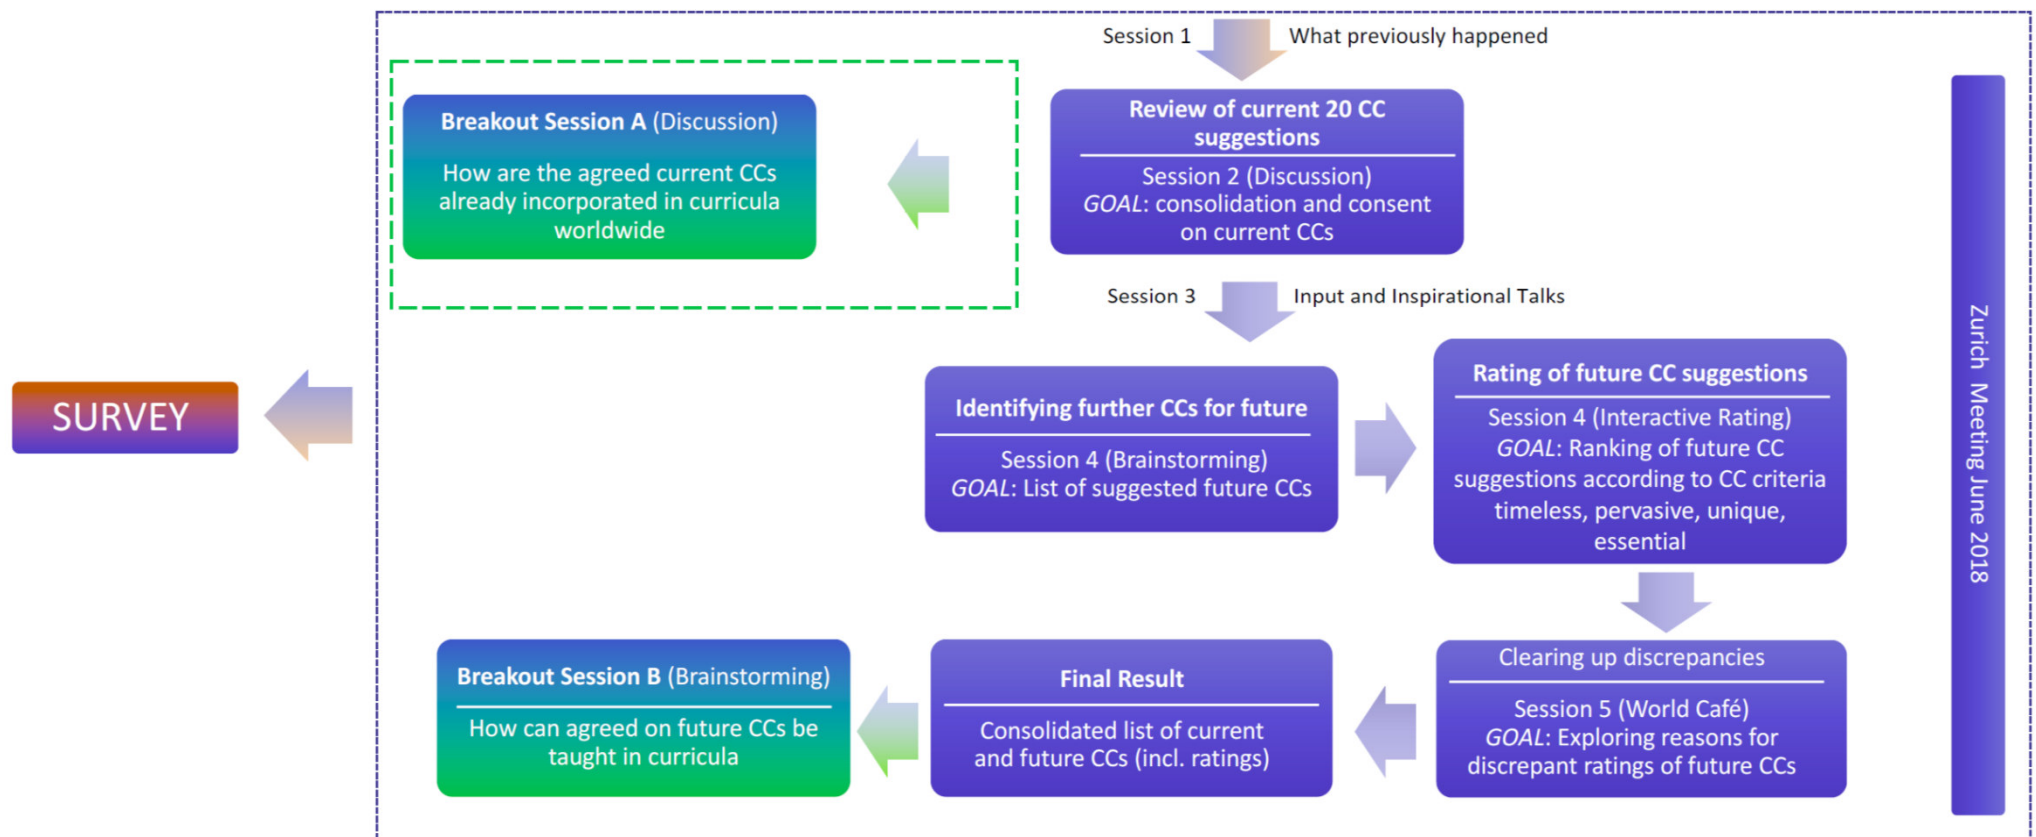 Session 1
What previously happened
Breakout Session A (Discussion)
How are the agreed current CCs
already incorporated in curricula
worldwide
Review of current 20 CC
suggestions
Session 2 (Discussion)
GOAL: consolidation and consent
on current CCs
Session 3
Input and Inspirational Talks
SURVEY
Identifying further CCs for future
Session 4 (Brainstorming)
GOAL: List of suggested future CCs
Rating of future CC suggestions
Session 4 (Interactive Rating)
GOAL: Ranking of future CC
suggestions according to CC criteria
timeless, pervasive, unique,
essential
Clearing up discrepancies
Session 5 (World Café)
GOAL: Exploring reasons for
discrepant ratings of future CCs
Final Result
Consolidated list of current
and future CCs (incl. ratings)
Breakout Session B (Brainstorming)
How can agreed on future CCs be
taught in curricula
Zurich Meeting June 2018